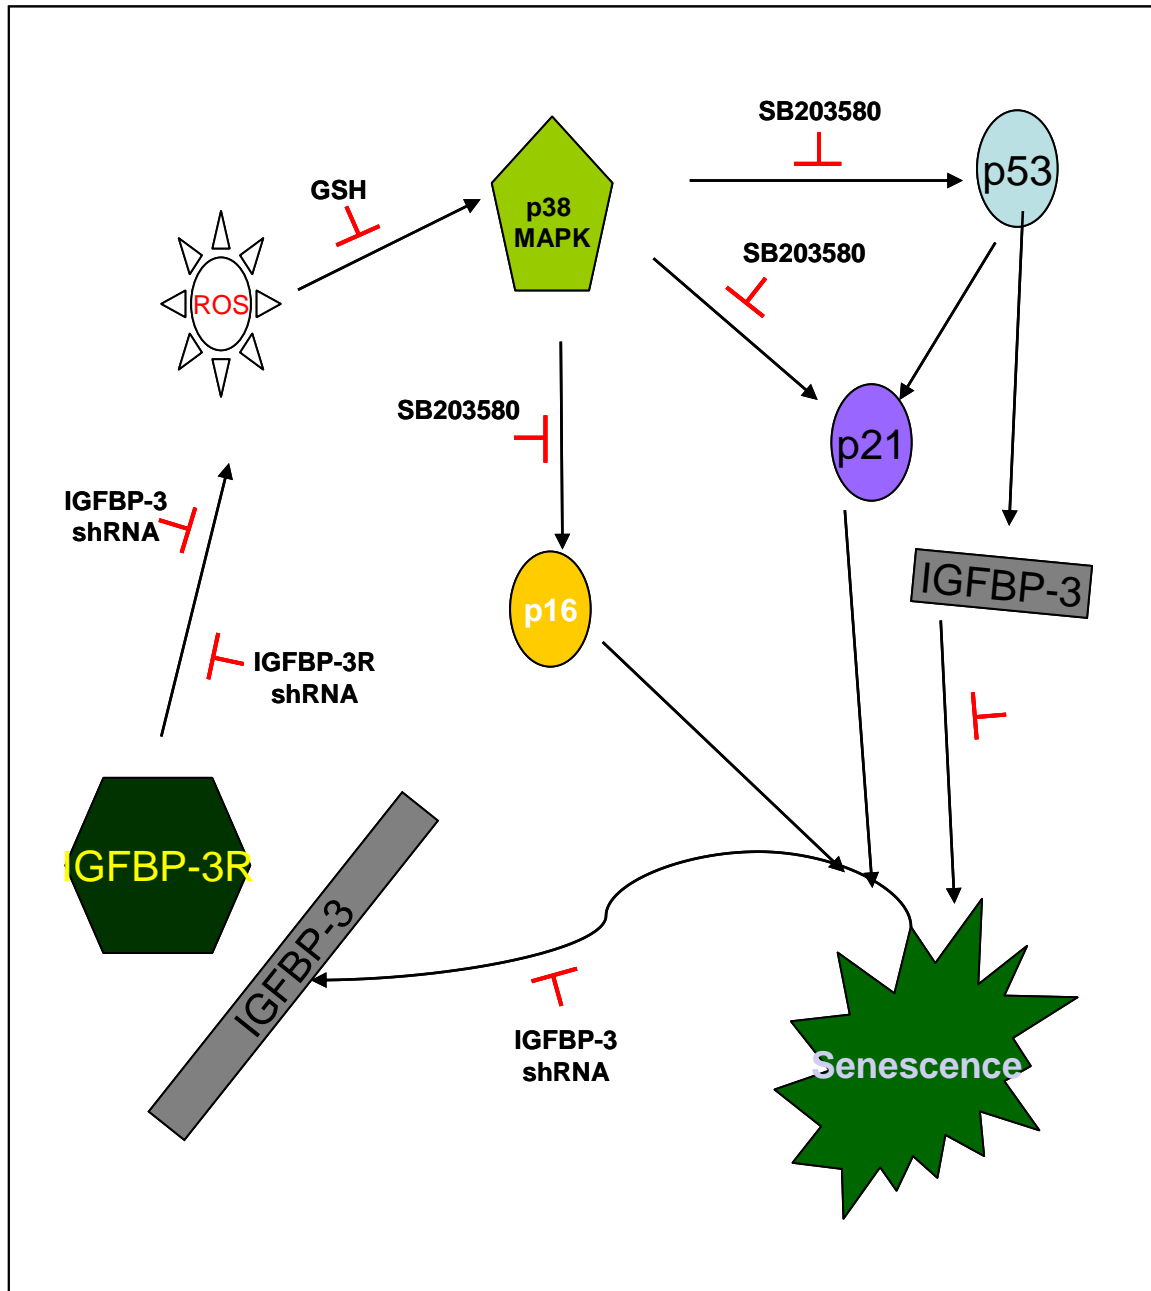 SB203580
p53
GSH
p38
MAPK
SB203580
ROS
SB203580
p21
IGFBP-3
shRNA
IGFBP-3
p16
IGFBP-3R
shRNA
IGFBP-3R
IGFBP-3
IGFBP-3
shRNA
Senescence